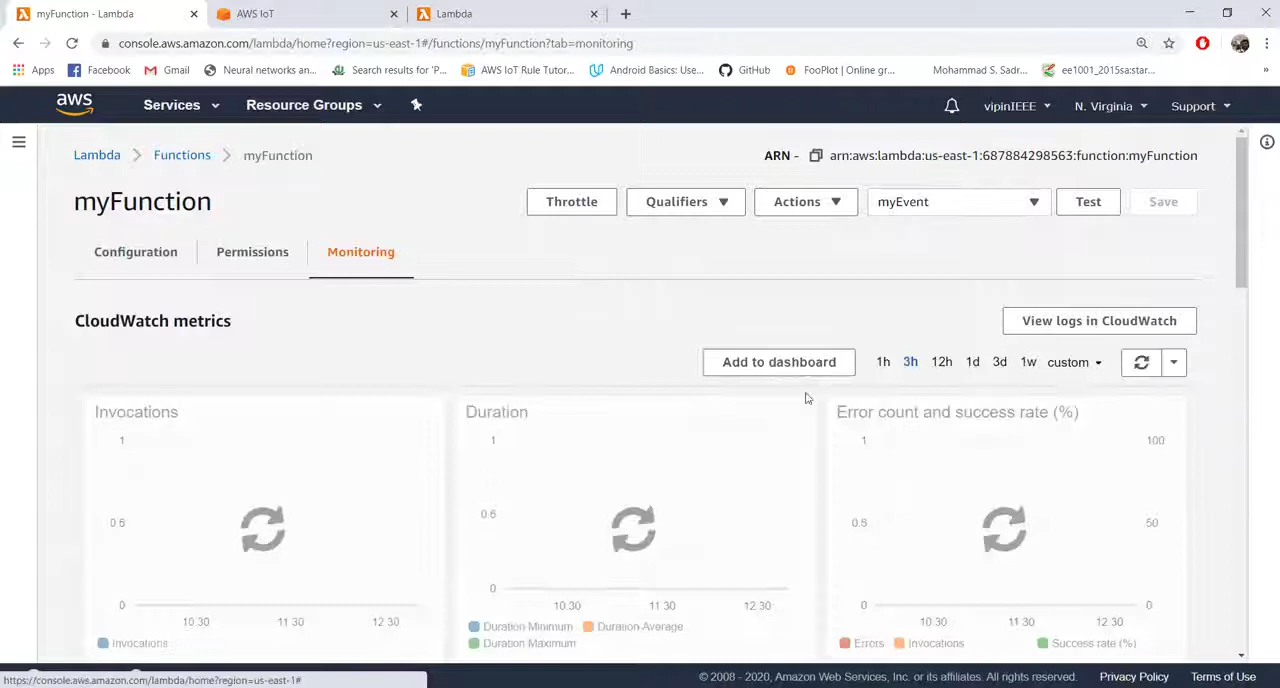 myFunction - Lambda
AWS IoT
Lambda
console.aws.amazon.com/lambda/home?region=us-east-1#/functions/myFunction?tab=monitoring
Apps
Facebook
Gmail
Neural networks an...
Search results for 'P...
AWS IoT Rule Tutor...
Android Basics: Use...
GitHub
FooPlot | Online gr...
Mohammad S. Sadr...
ee1001_2015sa:star...
»
aws
Services
Resource Groups
vipinIEEE
N. Virginia
Support
Lambda
Functions
myFunction
ARN - arn:aws:lambda:us-east-1:687884298563:function:myFunction
myFunction
Throttle
Qualifiers
Actions
myEvent
Test
Save
Configuration
Permissions
Monitoring
CloudWatch metrics
View logs in CloudWatch
Add to dashboard
1h 3h 12h 1d 3d 1w custom
Invocations
1
0.5
0
10:30 11:30 12:30
Invocations
Duration
1
0.5
0
10:30 11:30 12:30
Duration Minimum Duration Average
Duration Maximum
Error count and success rate (%)
1 100
0.5 50
0 0
10:30 11:30 12:30
Errors Invocations Success rate (%)
https://console.aws.amazon.com/lambda/home?region=us-east-1#
© 2008 - 2020, Amazon Web Services, Inc. or its affiliates. All rights reserved.
Privacy Policy
Terms of Use